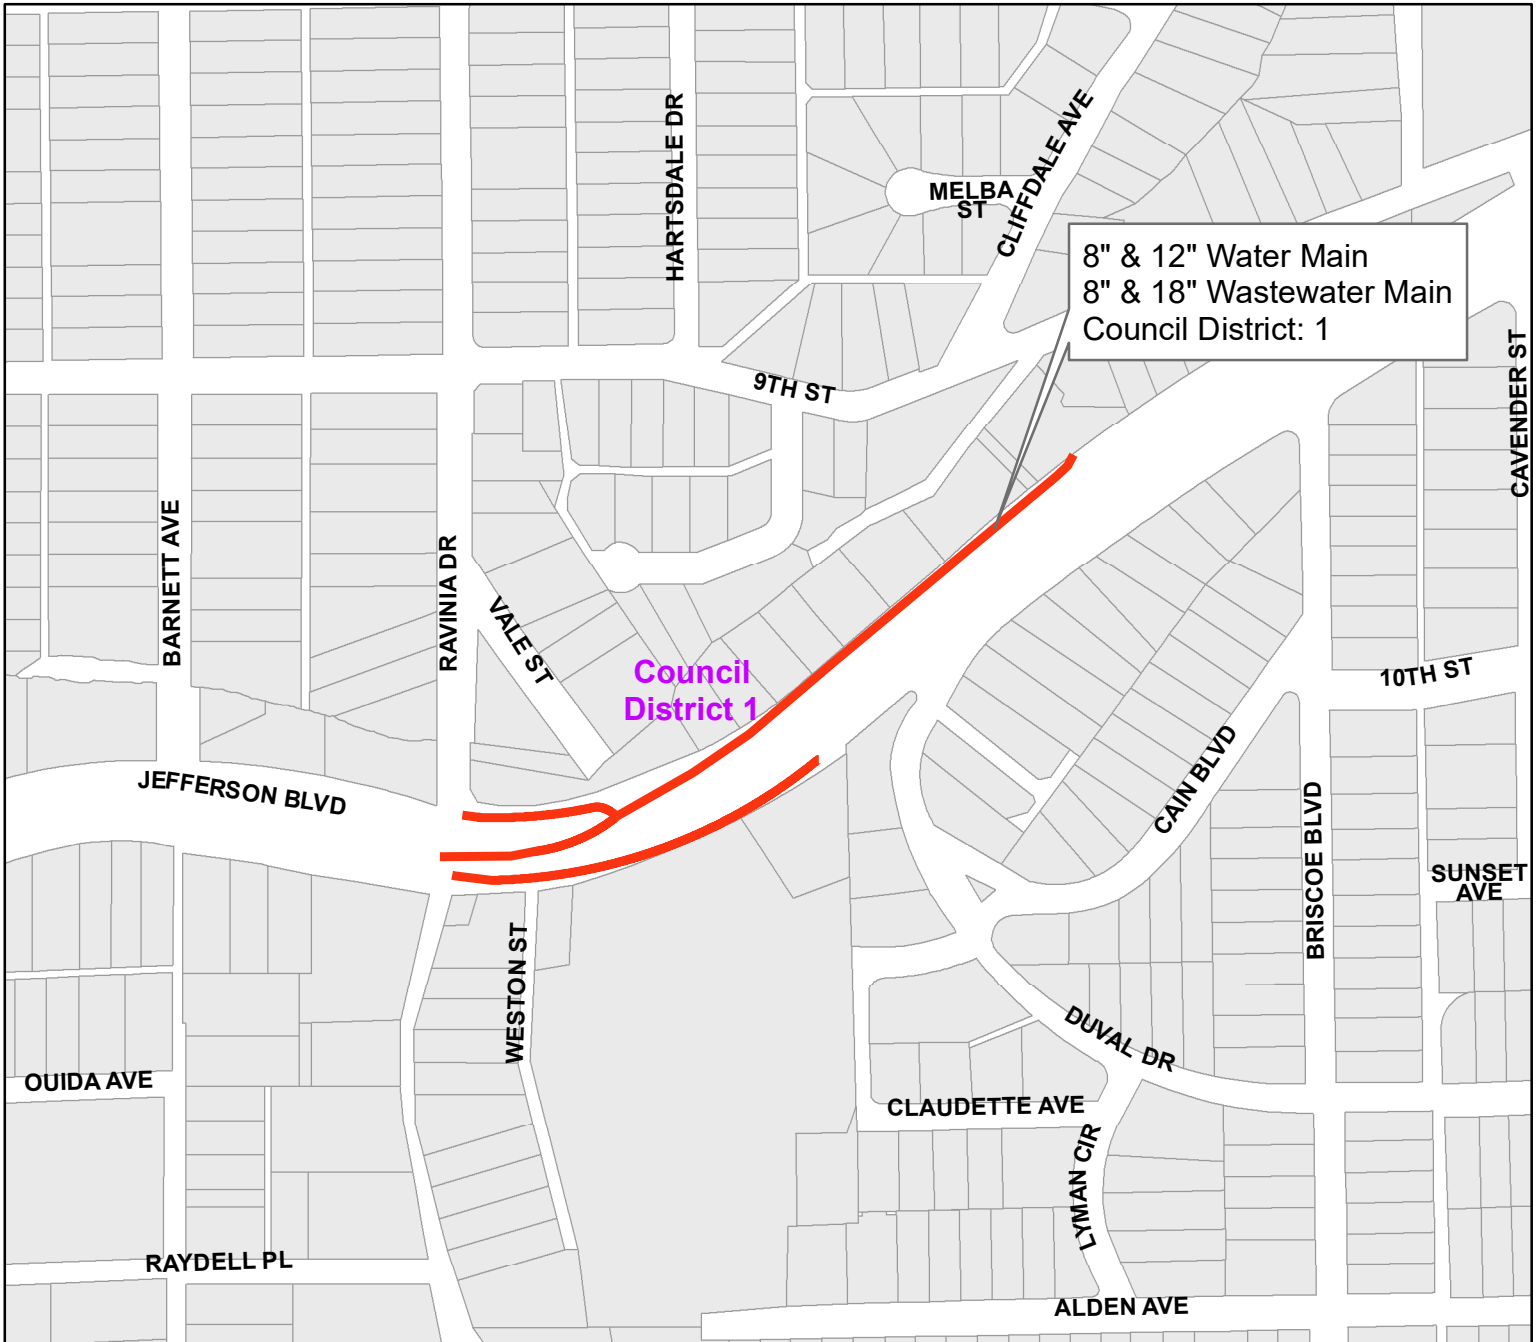 HARTSDALE DR
CLIFFDALE AVE
MELBA
ST
8" & 12" Water Main
8" & 18" Wastewater Main
Council District: 1
CAVENDER ST
9TH ST
BARNETT AVE
RAVINIA DR
VALE ST
Council
District 1
10TH ST
JEFFERSON BLVD
CAIN BLVD
BRISCOE BLVD
SUNSET
AVE
WESTON ST
DUVAL DR
OUIDA AVE
CLAUDETTE AVE
LYMAN CIR
RAYDELL PL
ALDEN AVE